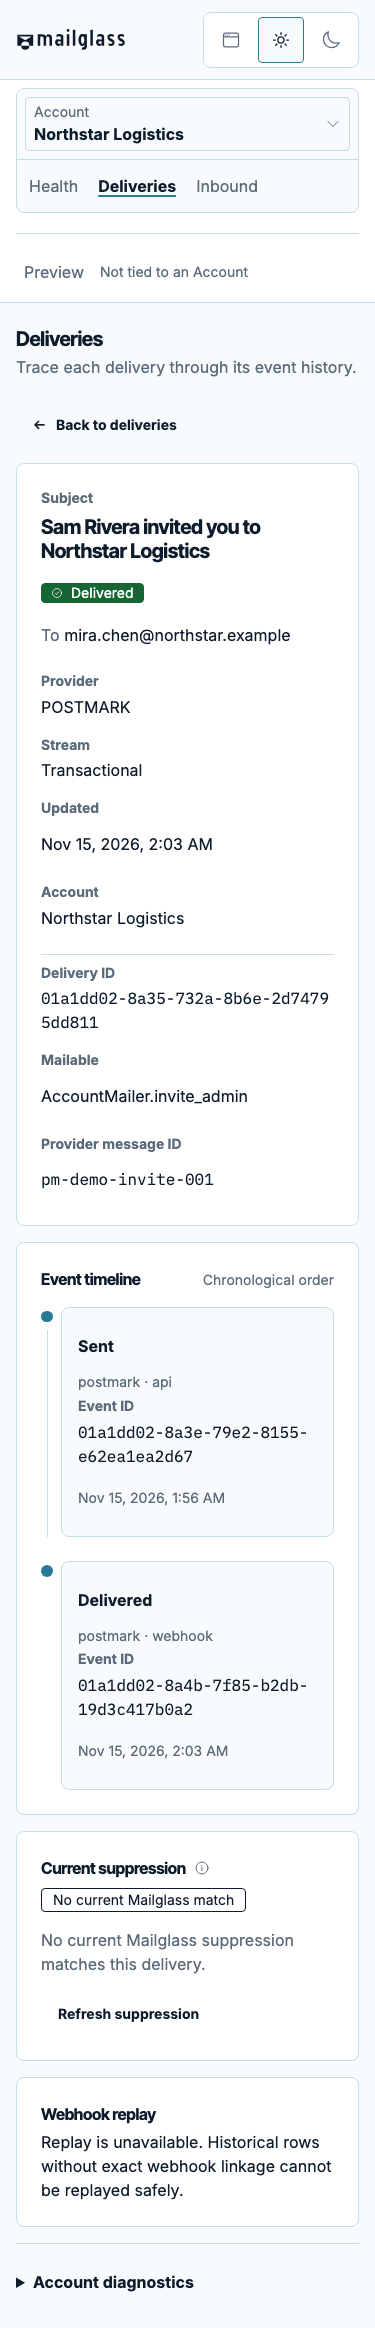 mailglass
Account
Northstar Logistics
Health Deliveries Inbound
Preview Not tied to an Account
Deliveries
Trace each delivery through its event history.
← Back to deliveries
Subject
Sam Rivera invited you to
Northstar Logistics
Delivered
To mira.chen@northstar.example
Provider
POSTMARK
Stream
Transactional
Updated
Nov 15, 2026, 2:03 AM
Account
Northstar Logistics
Delivery ID
01a1dd02-8a35-732a-8b6e-2d7479
5dd811
Mailable
AccountMailer.invite_admin
Provider message ID
pm-demo-invite-001
Event timeline Chronological order
Sent
postmark · api
Event ID
01a1dd02-8a3e-79e2-8155-
e62ea1ea2d67
Nov 15, 2026, 1:56 AM
Delivered
postmark · webhook
Event ID
01a1dd02-8a4b-7f85-b2db-
19d3c417b0a2
Nov 15, 2026, 2:03 AM
Current suppression
No current Mailglass match
No current Mailglass suppression
matches this delivery.
Refresh suppression
Webhook replay
Replay is unavailable. Historical rows
without exact webhook linkage cannot
be replayed safely.
Account diagnostics